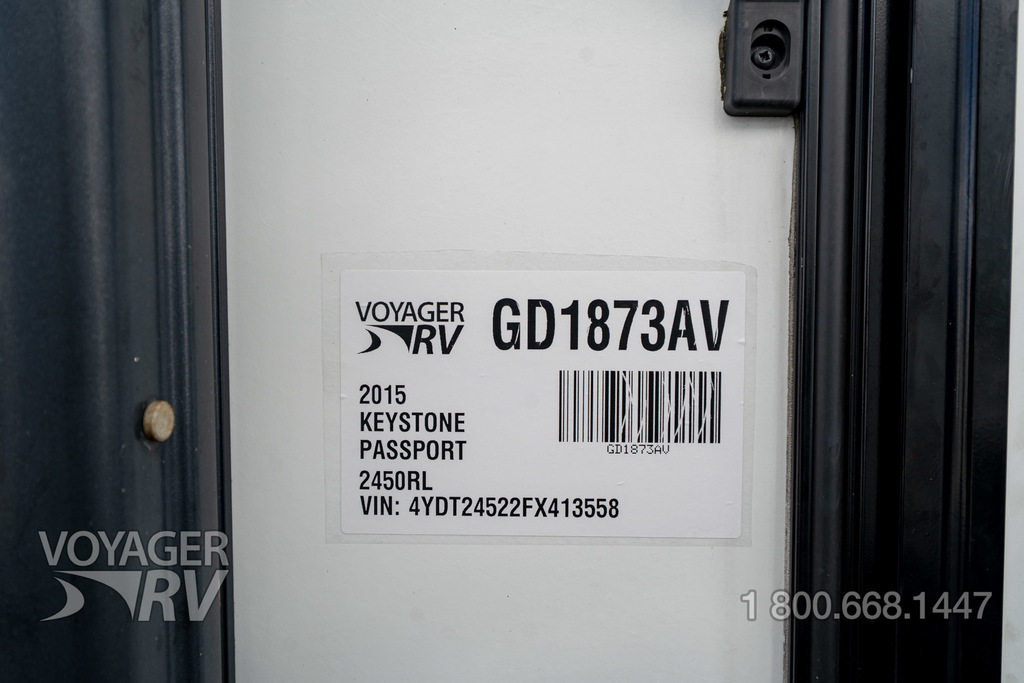 VOYAGER
RV
GD1873AV
GD1873AV
2015
KEYSTONE
PASSPORT
2450RL
VIN: 4YDT24522FX413558
VOYAGER
RV
1 800.668.1447